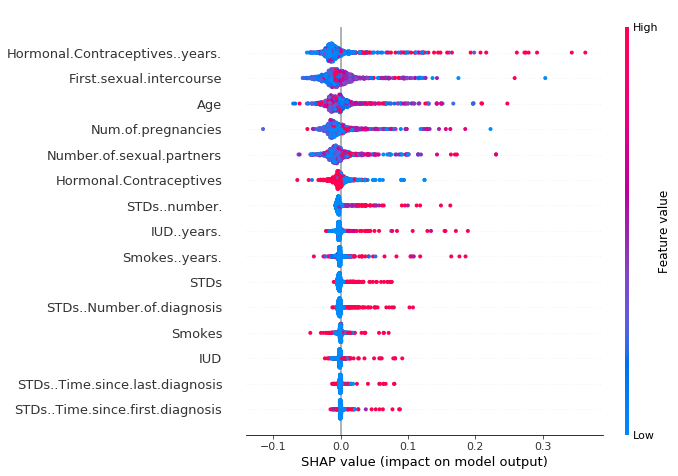 High
Hormonal.Contraceptives..years.
First.sexual.intercourse
Age
Num.of.pregnancies
Number.of.sexual.partners
Hormonal.Contraceptives
STDs..number.
IUD..years.
Smokes..years.
STDs
STDs..Number.of.diagnosis
Smokes
IUD
STDs..Time.since.last.diagnosis
STDs..Time.since.first.diagnosis
Feature value
Low
−0.1 0.0 0.1 0.2 0.3
SHAP value (impact on model output)